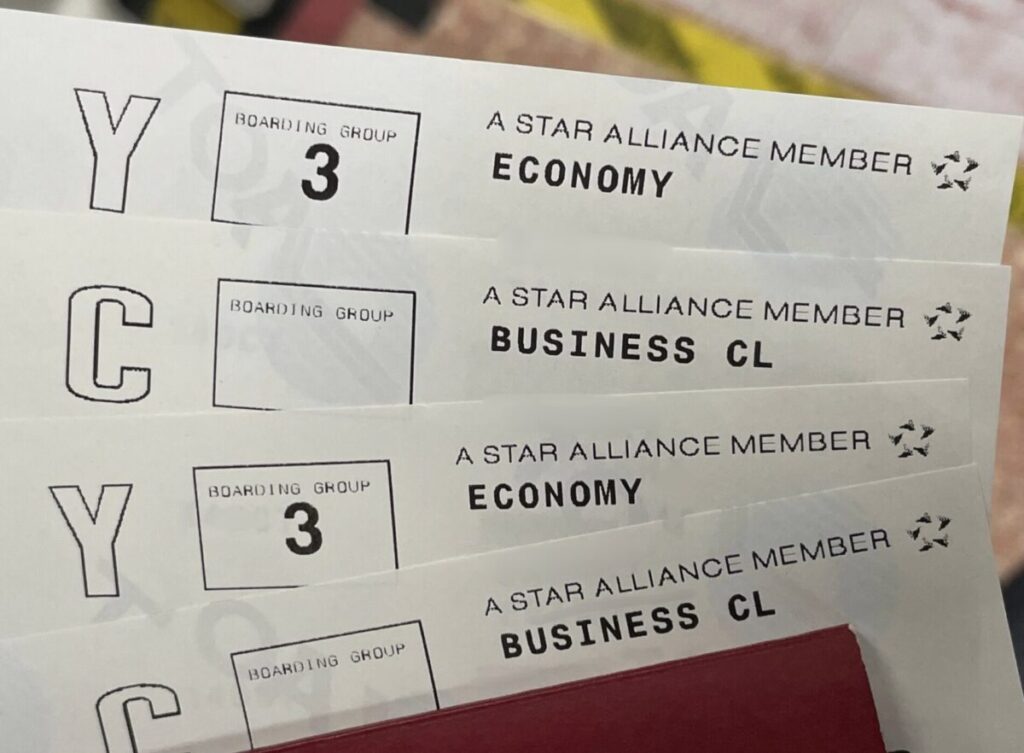 Y
BOARDING GROUP
3
A STAR ALLIANCE MEMBER
ECONOMY
C
BOARDING GROUP
A STAR ALLIANCE MEMBER
BUSINESS CL
Y
BOARDING GROUP
3
A STAR ALLIANCE MEMBER
ECONOMY
C
BOARDING GROUP
A STAR ALLIANCE MEMBER
BUSINESS CL